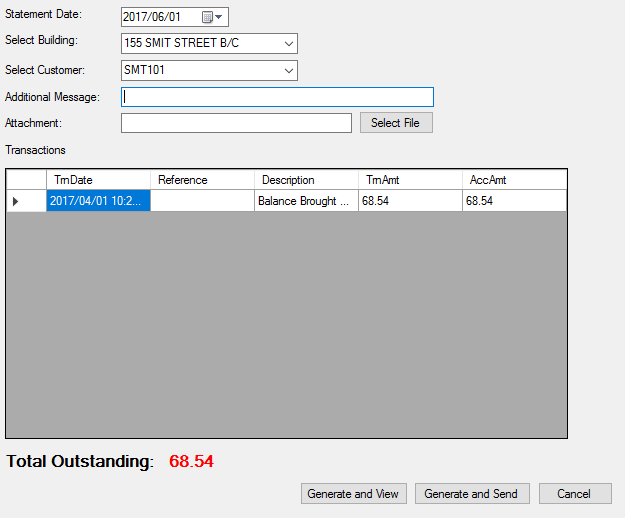 Statement Date: 2017/06/01
Select Building: 155 SMIT STREET B/C
Select Customer: SMT101
Additional Message:
Attachment: Select File
Transactions
TrnDate Reference Description TrnAmt AccAmt
2017/04/01 10:2... Balance Brought ... 68.54 68.54
Total Outstanding: 68.54
Generate and View Generate and Send Cancel